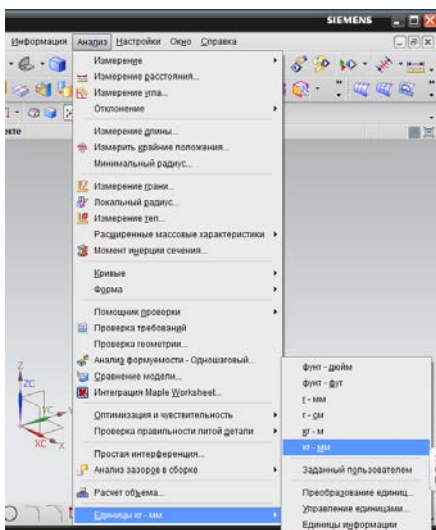 SIEMENS
Информация Анализ Настройки Окно Справка
Измерение
Измерение расстояния...
Измерение угла...
Отклонение
екте
Измерение длины...
Измерить крайние положения...
Минимальный радиус...
Измерение грани...
Локальный радиус...
Измерение тел...
Расширенные массовые характеристики
Момент инерции сечения...
Кривые
Форма
Помощник проверки
Проверка требований
Проверка геометрии...
Анализ формуемости - Одношаговый...
Сравнение модели...
Интеграция Maple Worksheet...
Оптимизация и чувствительность
Проверка правильности литой детали
Простая интерференция...
Анализ зазоров в сборке
Расчет объема...
Единицы кг - мм
фунт - дюйм
фунт - фут
г - мм
г - см
кг - м
кг - мм
Заданный пользователем
Преобразование единиц...
Управление единицами...
Единицы информации
Z
ZC
YC
XC
X